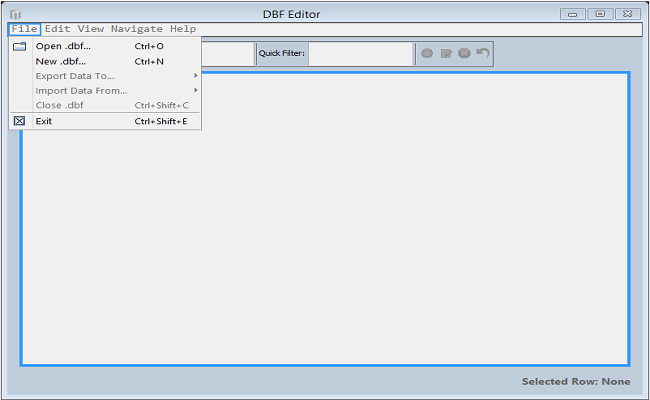 DBF Editor
File Edit View Navigate Help
Open .dbf... Ctrl+O
New .dbf... Ctrl+N
Export Data To...
Import Data From...
Close .dbf Ctrl+Shift+C
Exit Ctrl+Shift+E
Quick Filter:
Selected Row: None